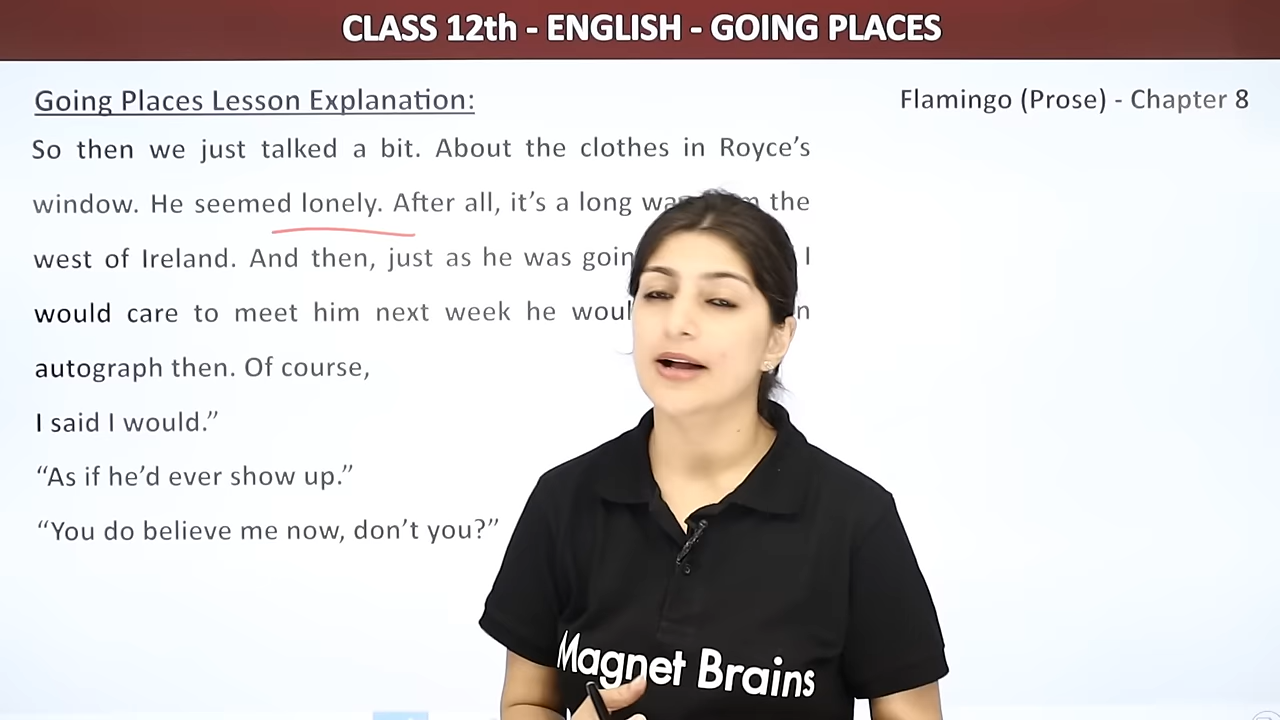 CLASS 12th - ENGLISH - GOING PLACES
Going Places Lesson Explanation:
Flamingo (Prose) - Chapter 8
So then we just talked a bit. About the clothes in Royce’s
window. He seemed lonely. After all, it’s a long the
west of Ireland. And then, just as he was I
would care to meet him next week he
autograph then. Of course,
I said I would.”
“As if he’d ever show up.”
“You do believe me now, don’t you?”
Magnet Brains